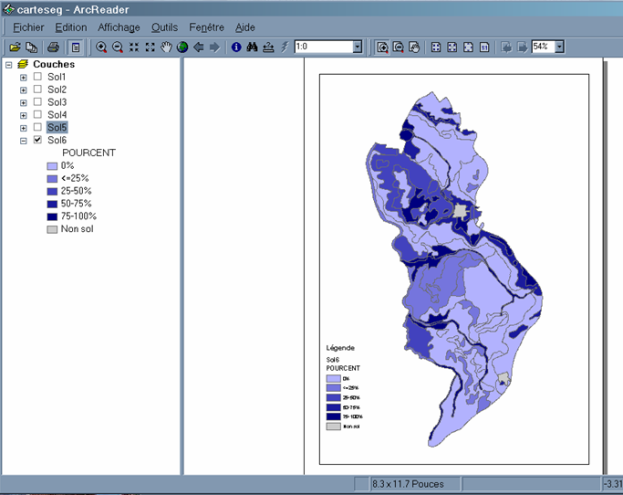 carteseg - ArcReader
Fichier Edition Affichage Outils Fenêtre Aide
1:0 54%
Couches
Sol1
Sol2
Sol3
Sol4
Sol5
Sol6
POURCENT
0%
<=25%
25-50%
50-75%
75-100%
Non sol
Légende
Sol6
POURCENT
0%
<=25%
25-50%
50-75%
75-100%
Non sol
8.3 x 11.7 Pouces -3.31